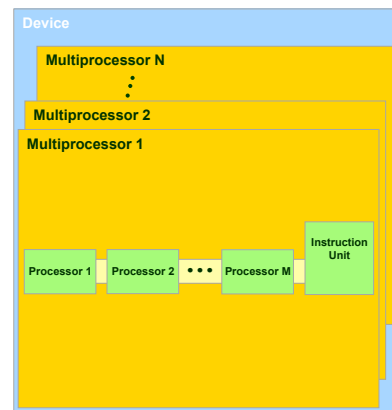 Device
Multiprocessor N
Multiprocessor 2
Multiprocessor 1
Processor 1 Processor 2 ••• Processor M Instruction
Unit